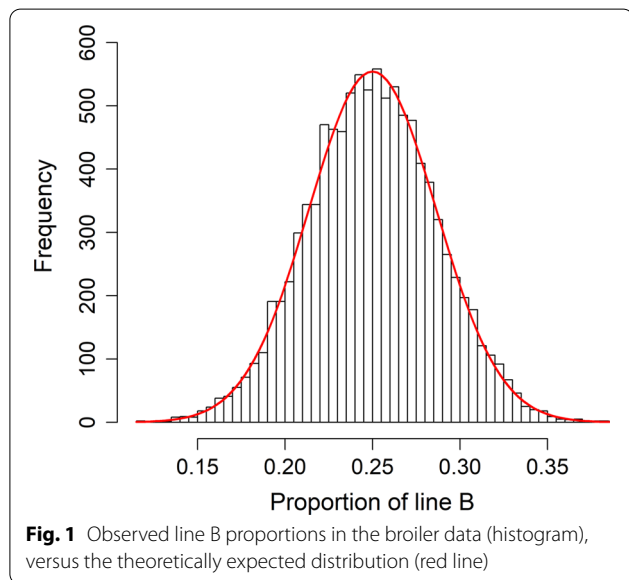 600
500
400
300
200
100
0
Frequency
0.15 0.20 0.25 0.30 0.35
Proportion of line B
Fig. 1 Observed line B proportions in the broiler data (histogram),
versus the theoretically expected distribution (red line)